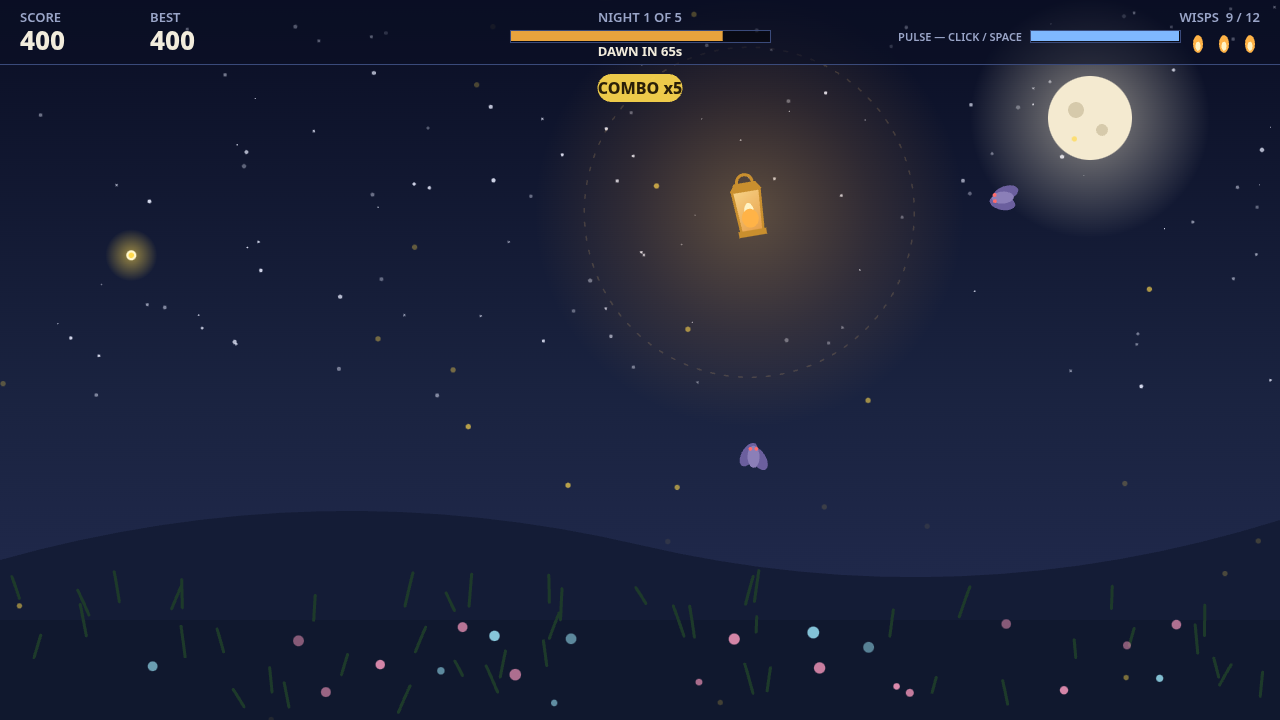 SCORE
400
BEST
400
NIGHT 1 OF 5
DAWN IN 65s
COMBO x5
PULSE — CLICK / SPACE
WISPS 9 / 12